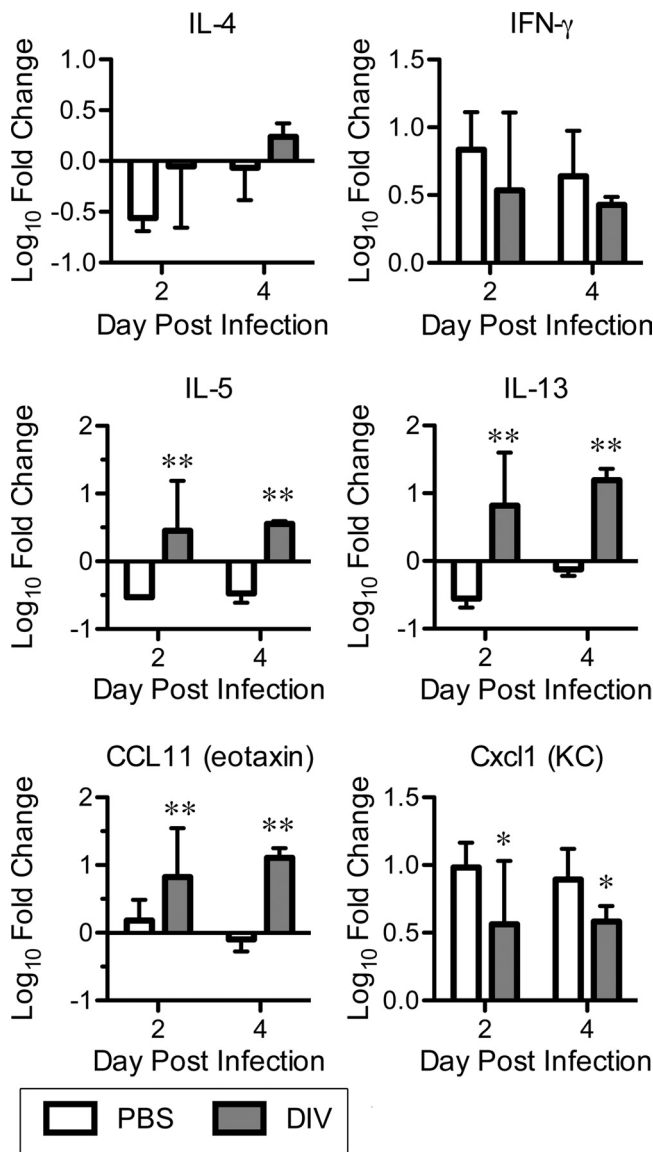 IL-4
IFN-γ
Log10 Fold Change
1.0
0.5
0.0
-0.5
-1.0
2 4
Day Post Infection
Log10 Fold Change
1.5
1.0
0.5
0.0
2 4
Day Post Infection
IL-5
IL-13
Log10 Fold Change
2
1
0
-1
** **
2 4
Day Post Infection
Log10 Fold Change
2
1
0
-1
** **
2 4
Day Post Infection
CCL11 (eotaxin)
Cxcl1 (KC)
Log10 Fold Change
2
1
0
-1
** **
2 4
Day Post Infection
Log10 Fold Change
1.5
1.0
0.5
0.0
* *
2 4
Day Post Infection
PBS DIV